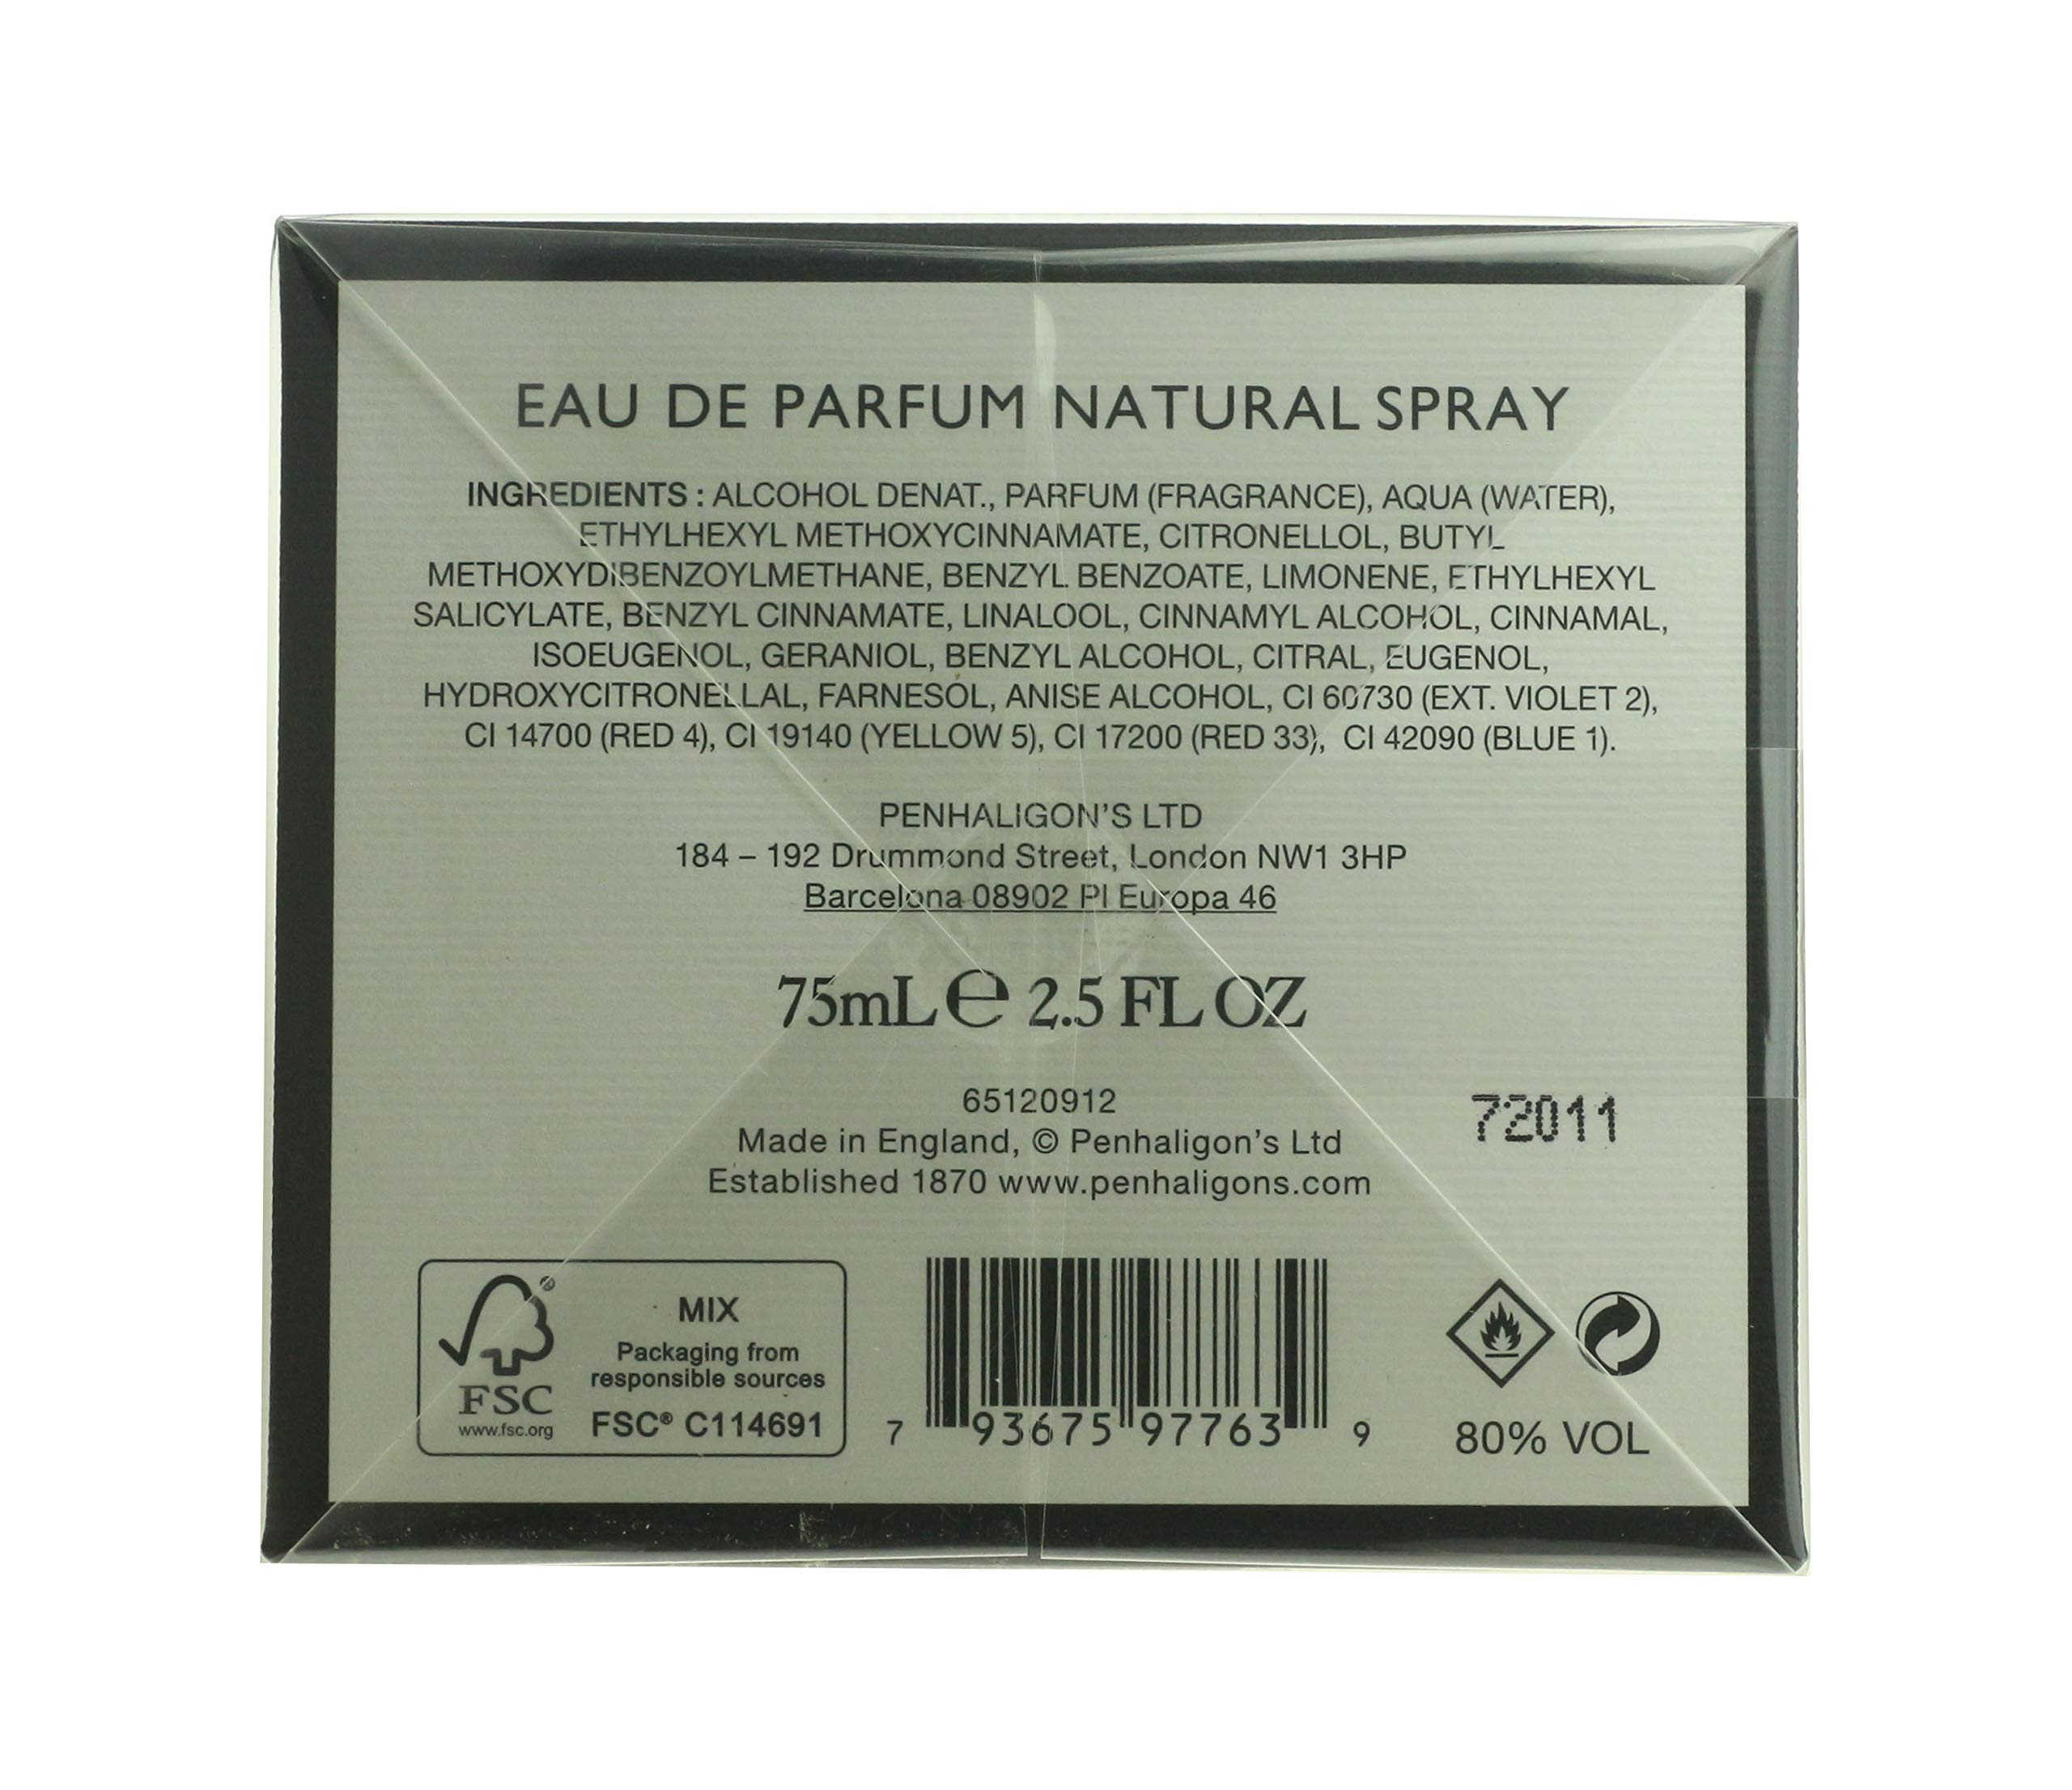 EAU DE PARFUM NATURAL SPRAY
INGREDIENTS : ALCOHOL DENAT., PARFUM (FRAGRANCE), AQUA (WATER),
ETHYLHEXYL METHOXYCINNAMATE, CITRONELLOL, BUTYL
METHOXYDIBENZOYLMETHANE, BENZYL BENZOATE, LIMONENE, ETHYLHEXYL
SALICYLATE, BENZYL CINNAMATE, LINALOOL, CINNAMYL ALCOHOL, CINNAMAL,
ISOEUGENOL, GERANIOL, BENZYL ALCOHOL, CITRAL, EUGENOL,
HYDROXYCITRONELLAL, FARNESOL, ANISE ALCOHOL, CI 60730 (EXT. VIOLET 2),
CI 14700 (RED 4), CI 19140 (YELLOW 5), CI 17200 (RED 33), CI 42090 (BLUE 1).
PENHALIGON'S LTD
184 – 192 Drummond Street, London NW1 3HP
Barcelona 08902 Pl Europa 46
75mL ℮ 2.5 FL OZ
65120912
72011
Made in England, © Penhaligon's Ltd
Established 1870 www.penhaligons.com
MIX
Packaging from
responsible sources
FSC® C114691
FSC
www.fsc.org
7 93675 97763 9
80% VOL